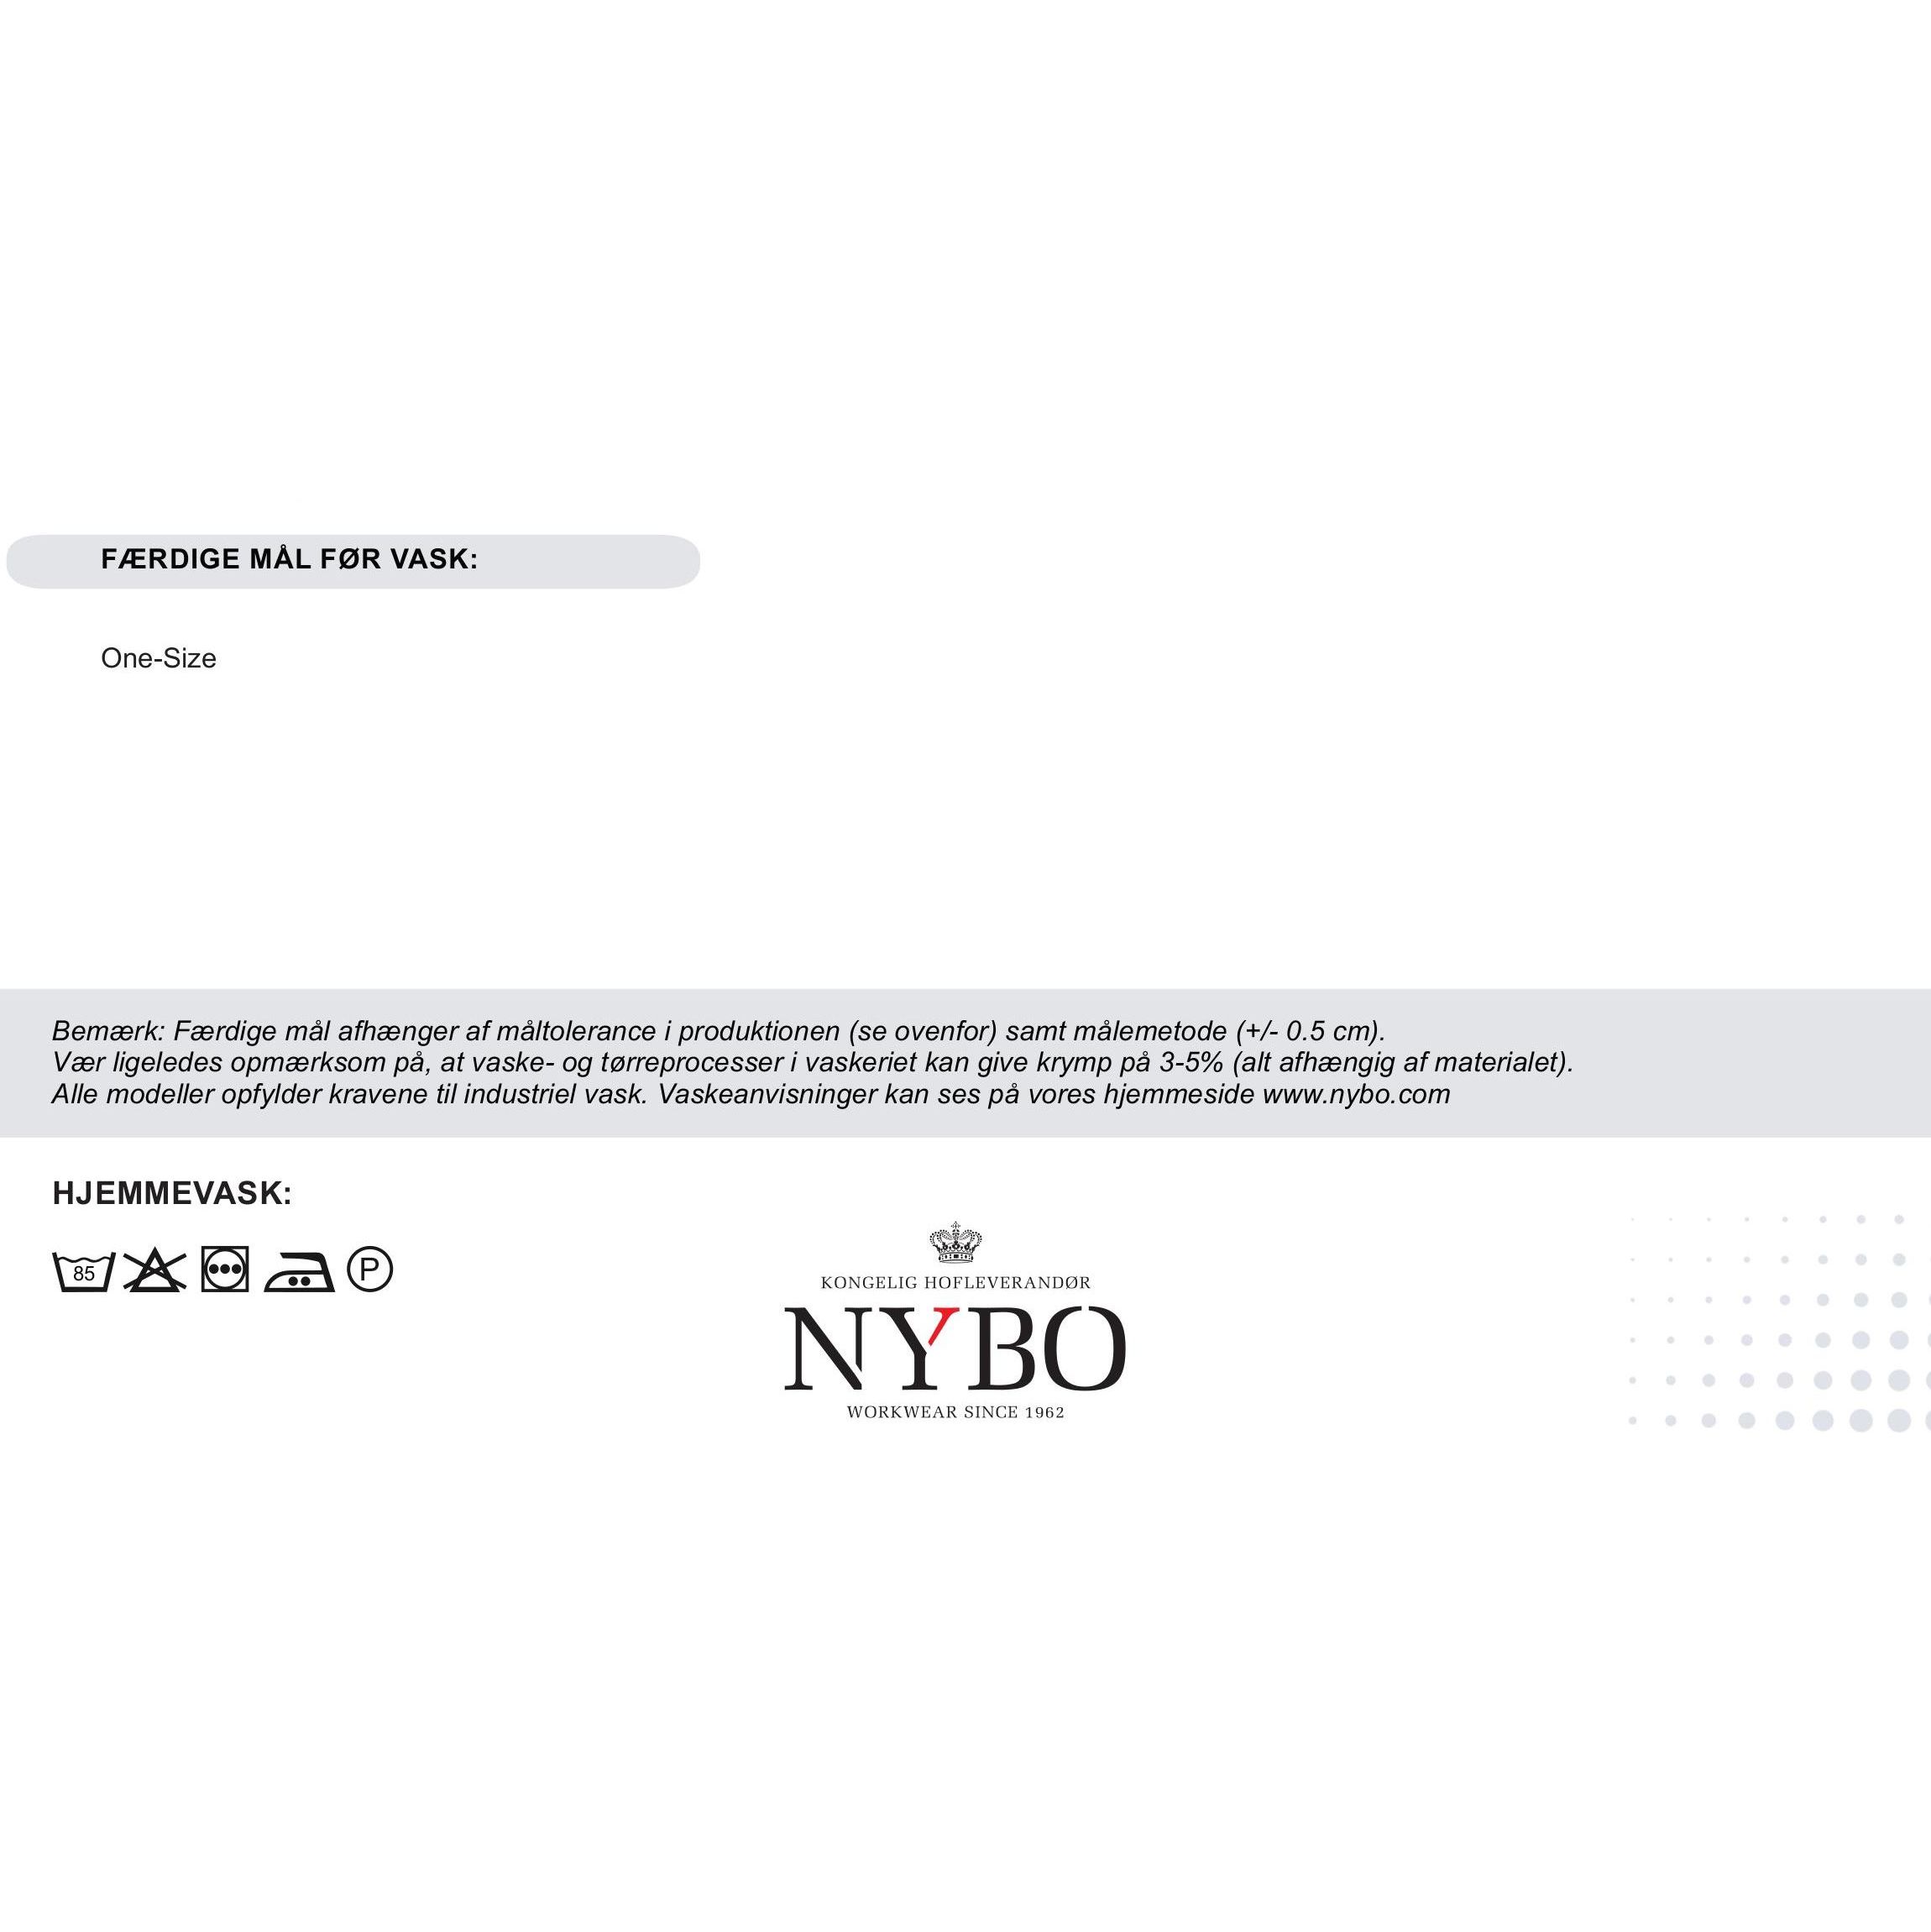 FÆRDIGE MÅL FØR VASK:
One-Size
Bemærk: Færdige mål afhænger af måltolerance i produktionen (se ovenfor) samt målemetode (+/- 0.5 cm).
Vær ligeledes opmærksom på, at vaske- og tørreprocesser i vaskeriet kan give krymp på 3-5% (alt afhængig af materialet).
Alle modeller opfylder kravene til industriel vask. Vaskeanvisninger kan ses på vores hjemmeside www.nybo.com
HJEMMEVASK:
85 P
KONGELIG HOFLEVERANDØR
NYBO
WORKWEAR SINCE 1962